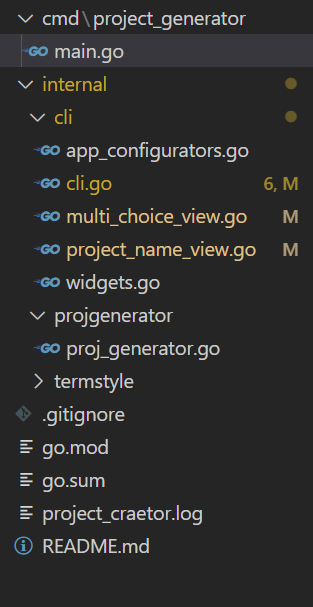 cmd\project_generator
GO main.go
internal
cli
GO app_configurators.go
GO cli.go 6, M
GO multi_choice_view.go M
GO project_name_view.go M
GO widgets.go
projgenerator
GO proj_generator.go
termstyle
.gitignore
go.mod
go.sum
project_craetor.log
README.md